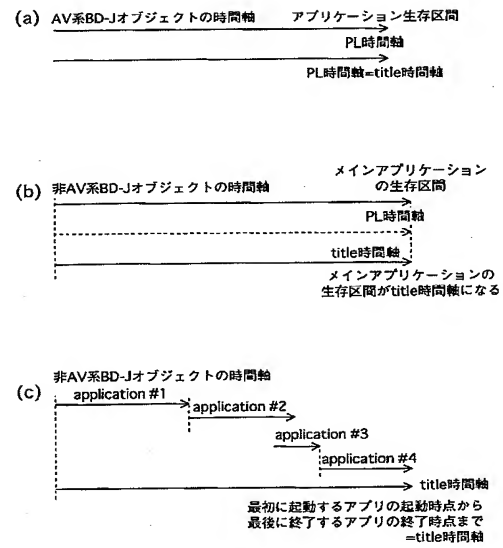 (a) AV系BD-Jオブジェクトの時間軸 アプリケーション生存区間
PL時間軸
PL時間軸=title時間軸
メインアプリケーション
の生存区間
(b) 非AV系BD-Jオブジェクトの時間軸
PL時間軸
title時間軸
メインアプリケーションの
生存区間がtitle時間軸になる
非AV系BD-Jオブジェクトの時間軸
(c) application #1
application #2
application #3
application #4
title時間軸
最初に起動するアプリの起動時点から
最後に終了するアプリの終了時点まで
=title時間軸